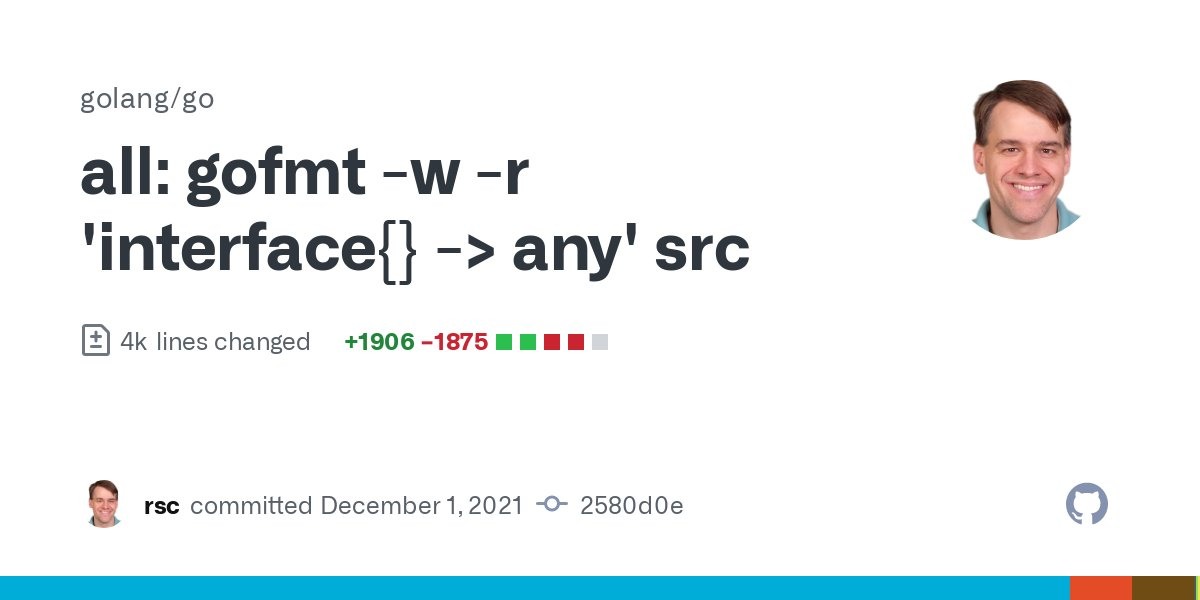 golang/go
all: gofmt -w -r
'interface{} -> any' src
4k lines changed +1906 -1875
rsc committed December 1, 2021 2580d0e